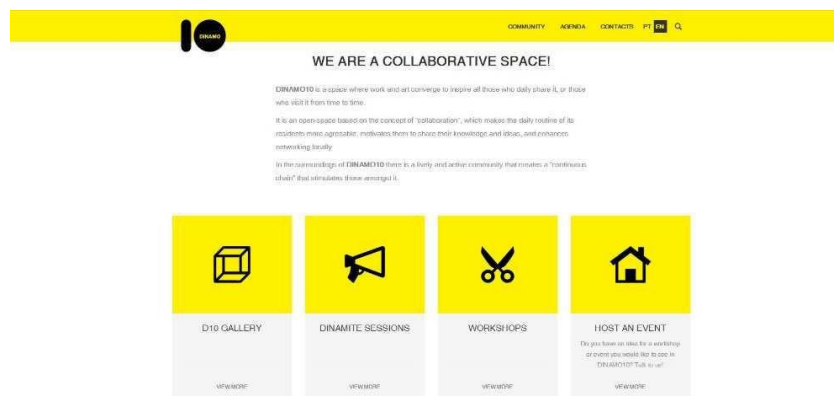 DINAMO
COMMUNITY AGENDA CONTACTS PT EN
WE ARE A COLLABORATIVE SPACE!
DINAMO10 is a space where work and art converge to inspire all those who daily share it, or those
who visit it from time to time.
It is an open-space based on the concept of "collaboration", which makes the daily routine of its
residents more agreeable, motivates them to share their knowledge and ideas, and enhances
networking locally.
In the surroundings of DINAMO10 there is a lively and active community that creates a "continuous
chain" that stimulates those amongst it.
D10 GALLERY
VIEW MORE
DINAMITE SESSIONS
VIEW MORE
WORKSHOPS
VIEW MORE
HOST AN EVENT
Do you have an idea for a workshop
or event you would like to see in
DINAMO10? Talk to us!
VIEW MORE